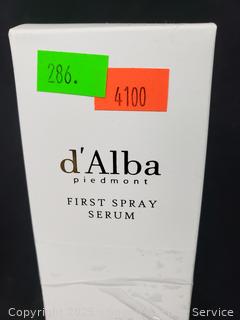 286.
4100
d'Alba
piedmont
FIRST SPRAY
SERUM